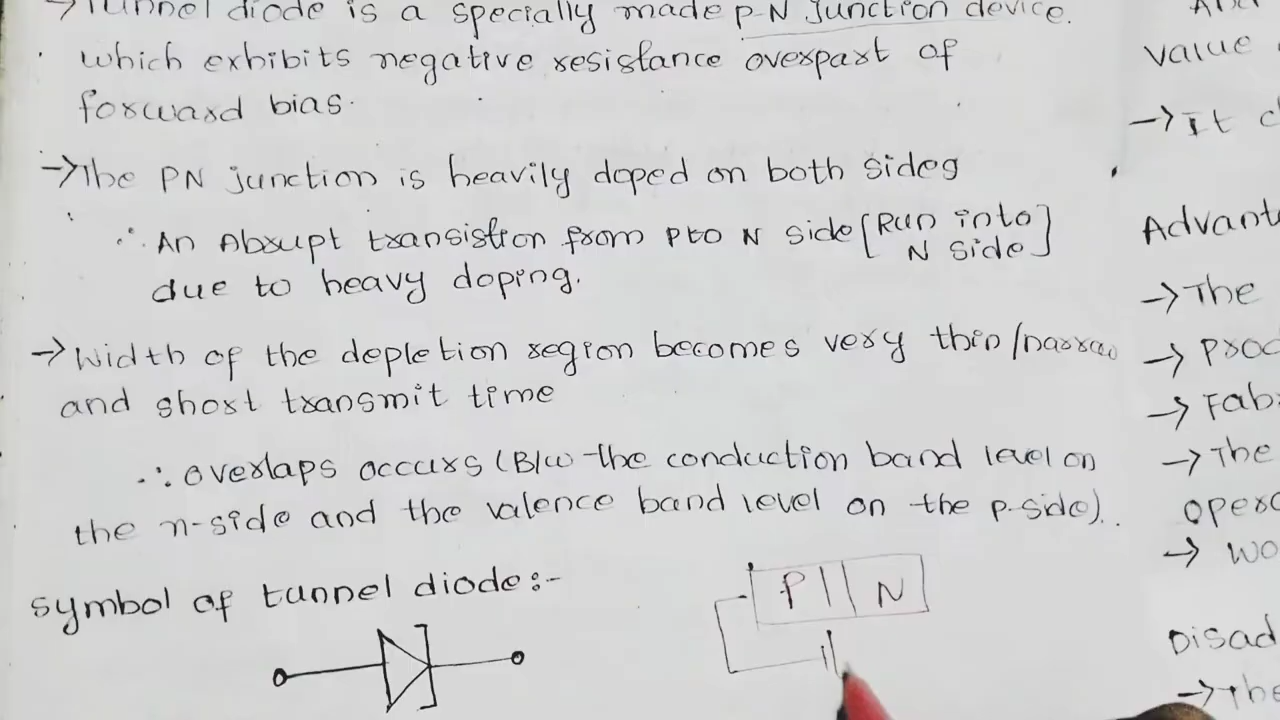 → Tunnel diode is a specially made P-N Junction device.
which exhibits negative resistance overpart of
forward bias.
→ The PN junction is heavily doped on both sides
∴ An Abrupt transistion from P to N side [Run into
N side]
due to heavy doping.
→ Width of the depletion region becomes very thin/narrow
and short transmit time
∴ overlaps occurs (B/w the conduction band level on
the n-side and the valence band level on the p-side).
symbol of tunnel diode:-
P N
value
→ It
Advant
→ The
→ Proc
→ Fab
→ The
oper
→ Wo
Disad
→ The